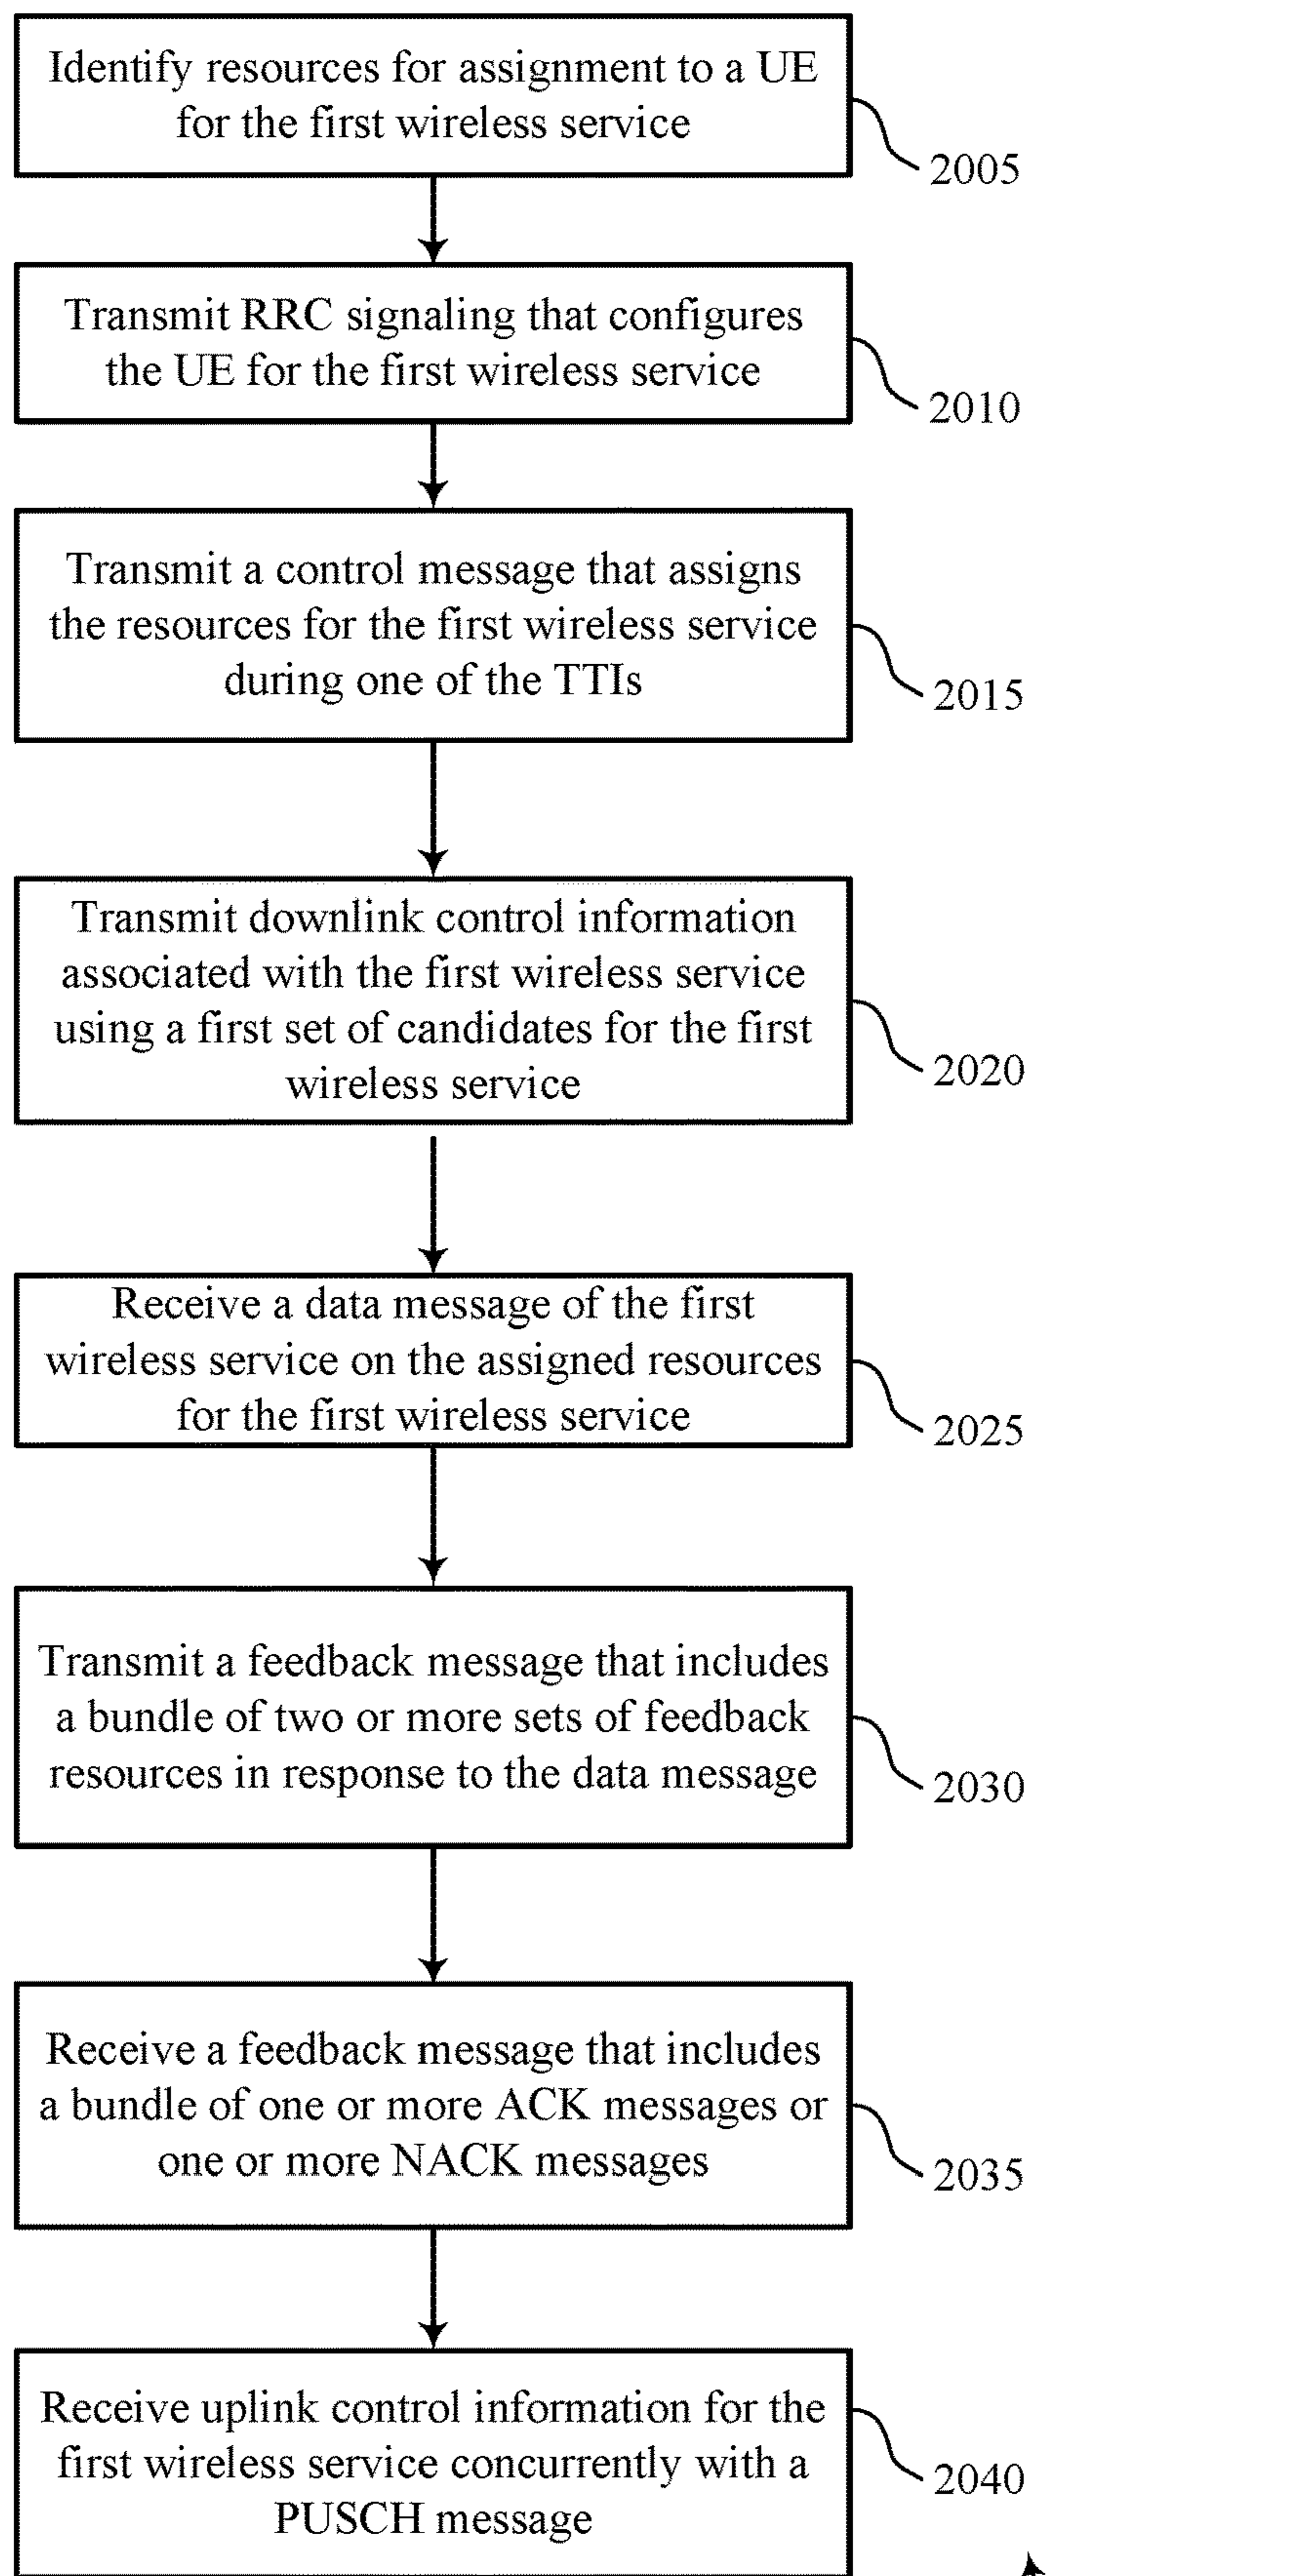 Identify resources for assignment to a UE
for the first wireless service
2005
Transmit RRC signaling that configures
the UE for the first wireless service
2010
Transmit a control message that assigns
the resources for the first wireless service
during one of the TTIs
2015
Transmit downlink control information
associated with the first wireless service
using a first set of candidates for the first
wireless service
2020
Receive a data message of the first
wireless service on the assigned resources
for the first wireless service
2025
Transmit a feedback message that includes
a bundle of two or more sets of feedback
resources in response to the data message
2030
Receive a feedback message that includes
a bundle of one or more ACK messages or
one or more NACK messages
2035
Receive uplink control information for the
first wireless service concurrently with a
PUSCH message
2040